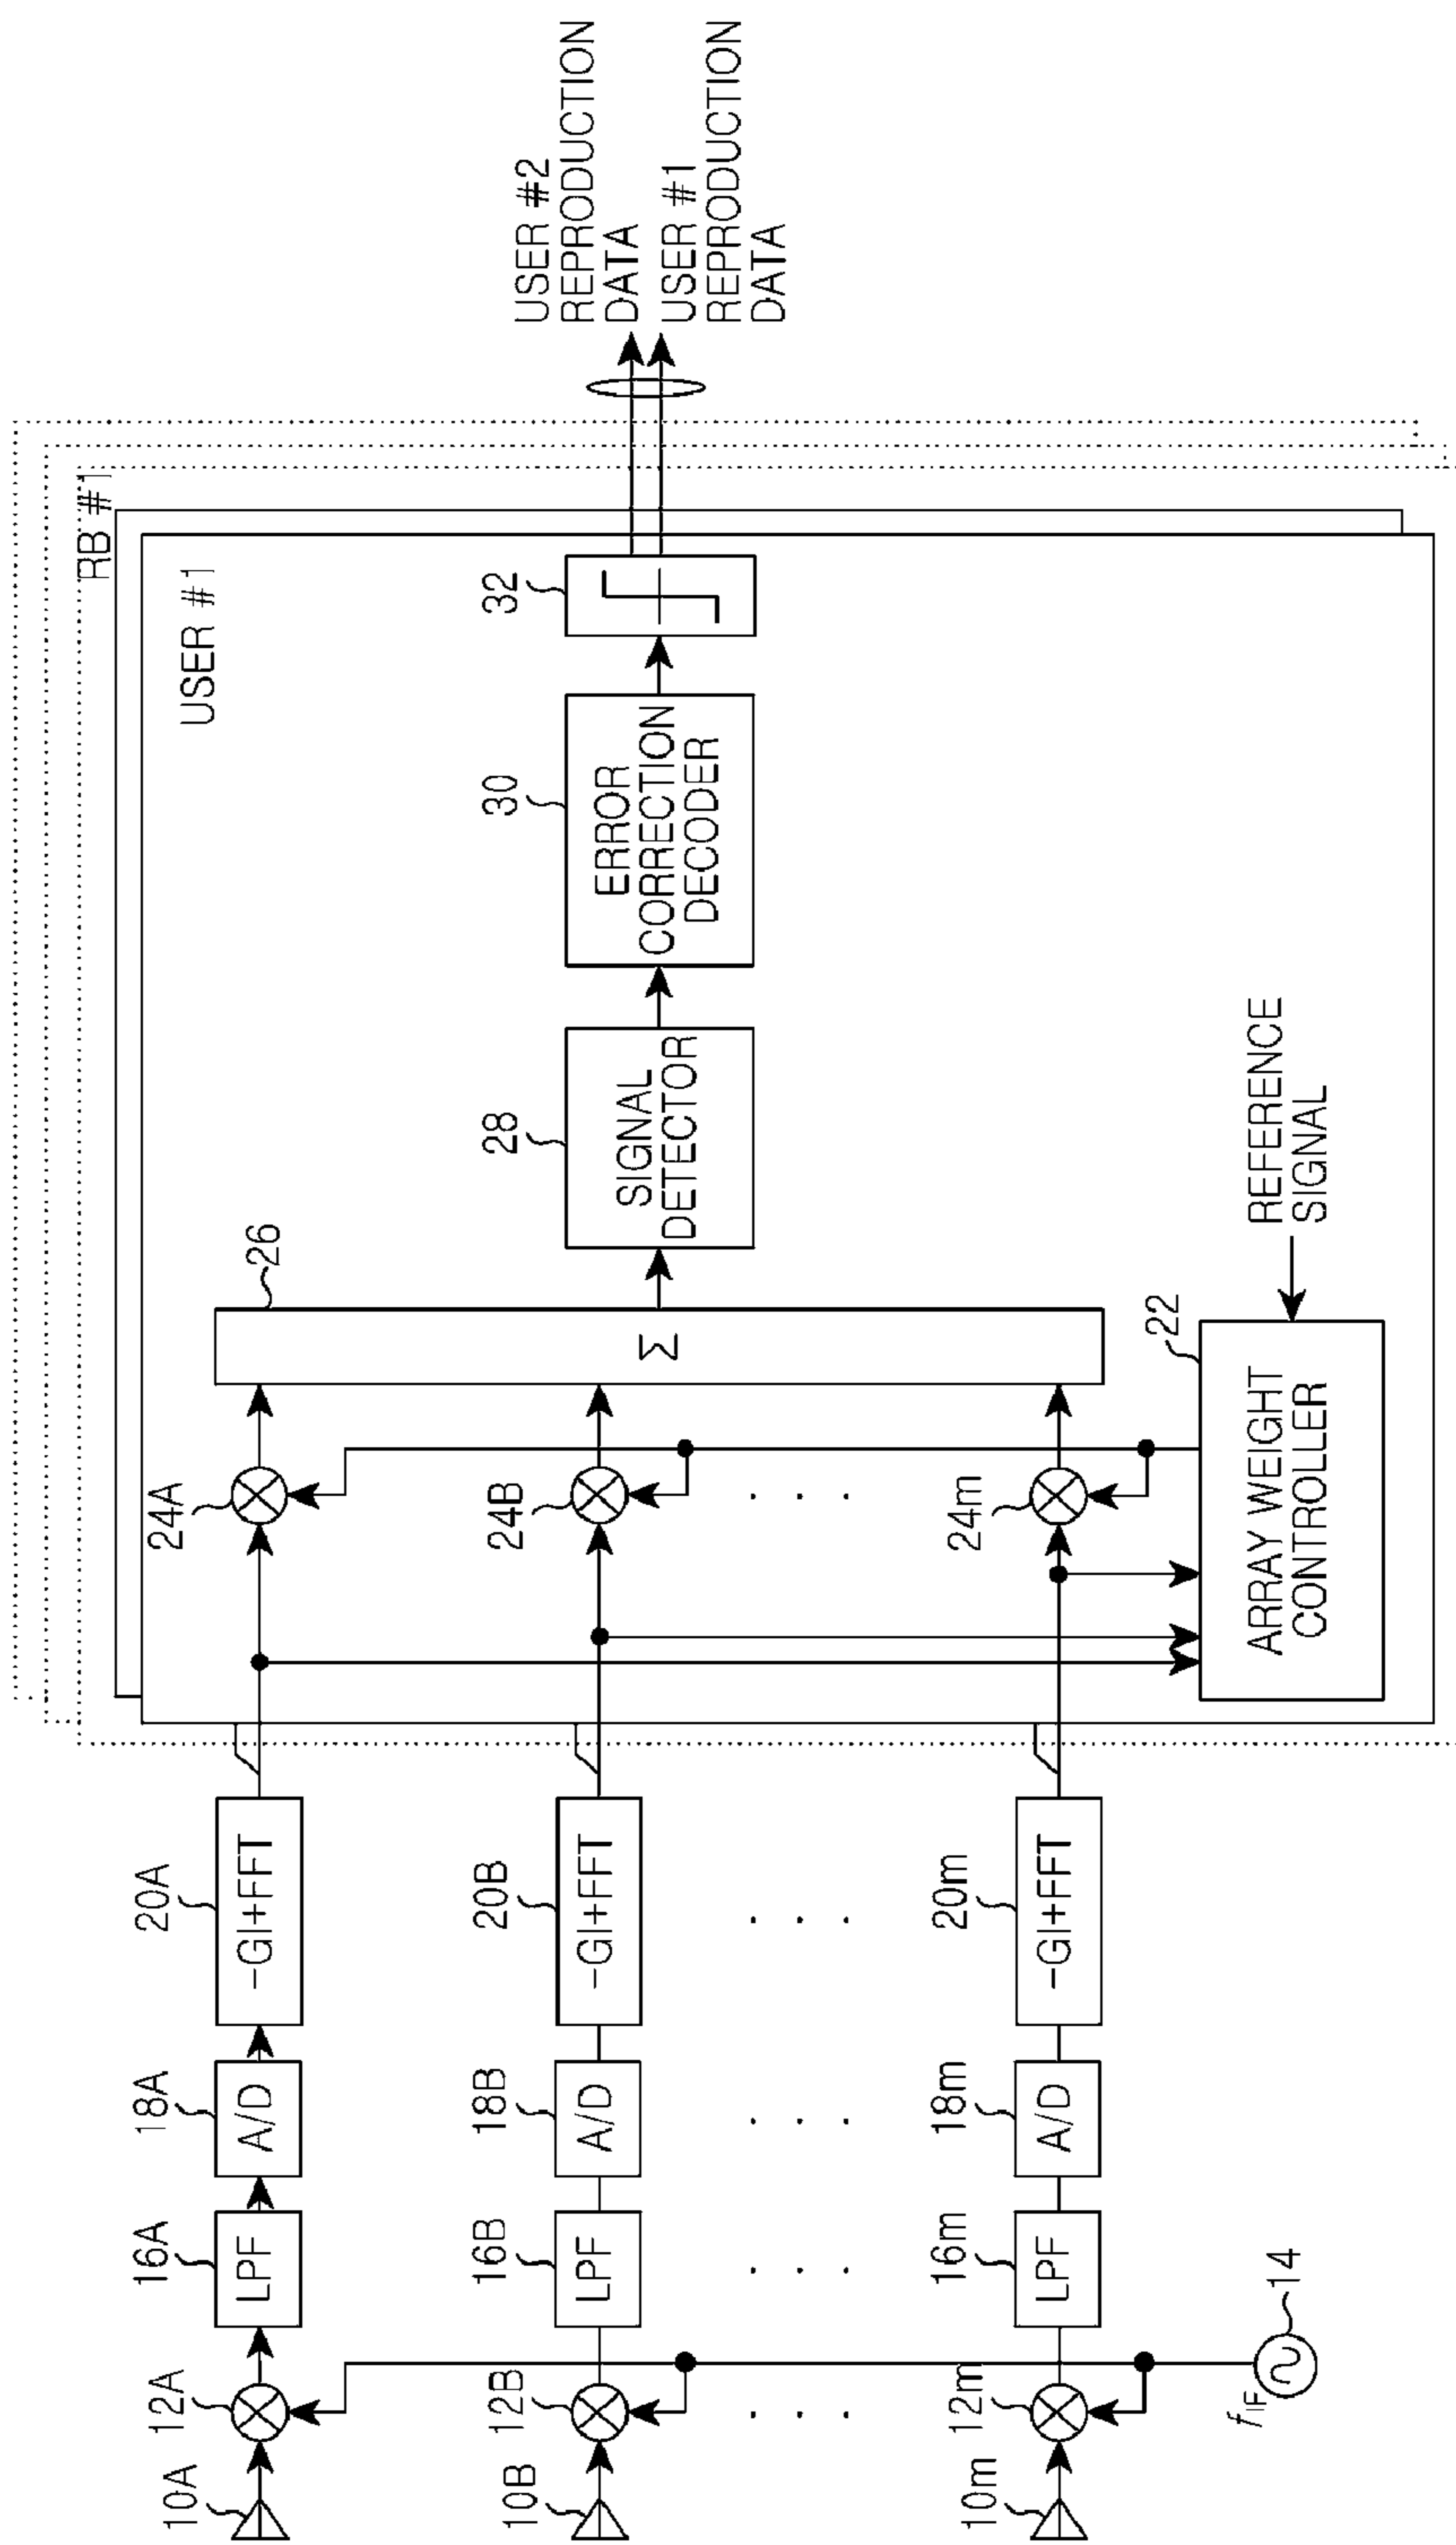 10A
12A
16A
LPF
18A
A/D
20A
-GI+FFT
10B
12B
16B
LPF
18B
A/D
20B
-GI+FFT
. . .
. . .
. . .
. . .
10m
12m
16m
LPF
18m
A/D
20m
-GI+FFT
fIF
14
RB #1
USER #1
24A
24B
. . .
24m
26
Σ
22
ARRAY WEIGHT
CONTROLLER
REFERENCE
SIGNAL
28
SIGNAL
DETECTOR
30
ERROR
CORRECTION
DECODER
32
USER #2
REPRODUCTION
DATA
USER #1
REPRODUCTION
DATA